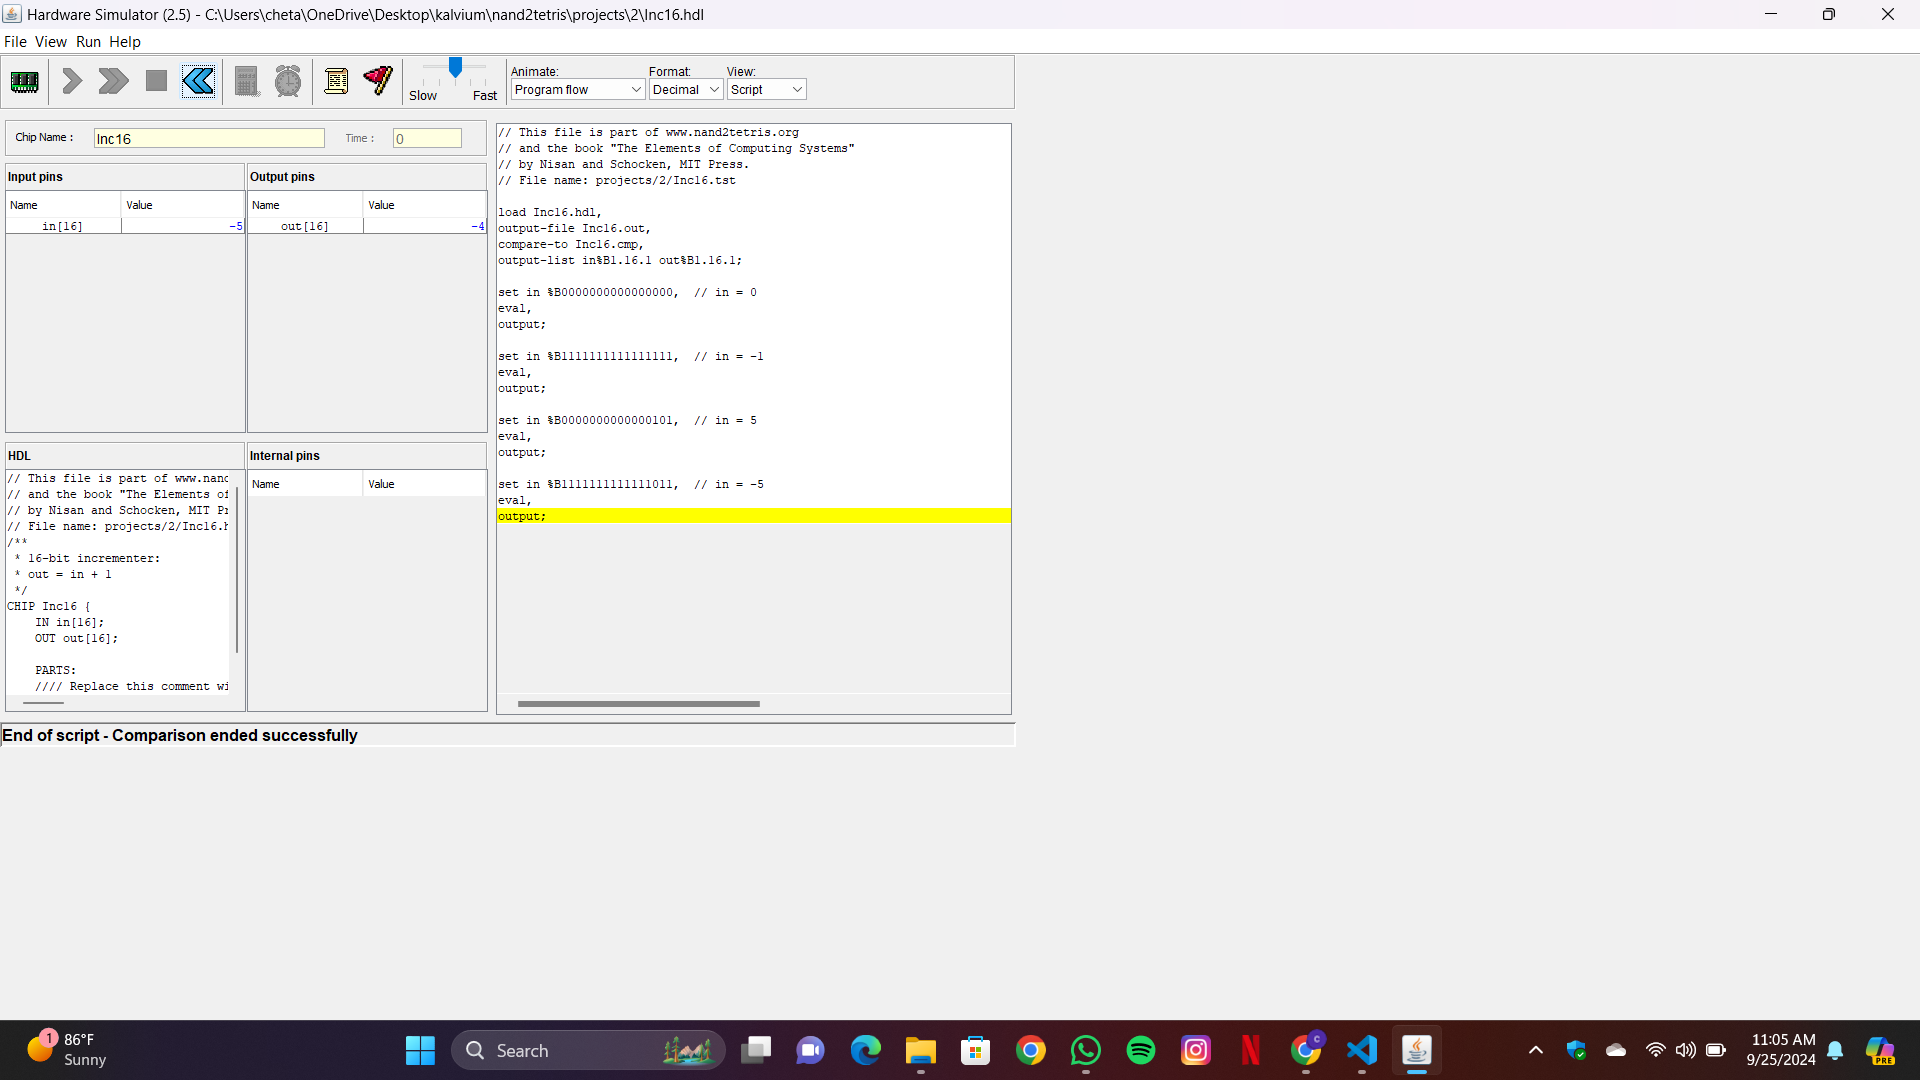 Hardware Simulator (2.5) - C:\Users\cheta\OneDrive\Desktop\kalvium\nand2tetris\projects\2\Inc16.hdl
File View Run Help
Slow Fast
Animate: Format: View:
Program flow Decimal Script
Chip Name : Inc16 Time : 0
Input pins Output pins
Name Value Name Value
in[16] -5 out[16] -4
HDL Internal pins
Name Value
// This file is part of www.nand
// and the book "The Elements of
// by Nisan and Schocken, MIT Pr
// File name: projects/2/Inc16.h
/**
* 16-bit incrementer:
* out = in + 1
*/
CHIP Inc16 {
IN in[16];
OUT out[16];
PARTS:
//// Replace this comment wi
// This file is part of www.nand2tetris.org
// and the book "The Elements of Computing Systems"
// by Nisan and Schocken, MIT Press.
// File name: projects/2/Inc16.tst
load Inc16.hdl,
output-file Inc16.out,
compare-to Inc16.cmp,
output-list in%B1.16.1 out%B1.16.1;
set in %B0000000000000000, // in = 0
eval,
output;
set in %B1111111111111111, // in = -1
eval,
output;
set in %B0000000000000101, // in = 5
eval,
output;
set in %B1111111111111011, // in = -5
eval,
output;
End of script - Comparison ended successfully
1
86°F
Sunny
Search
C
11:05 AM
9/25/2024
PRE